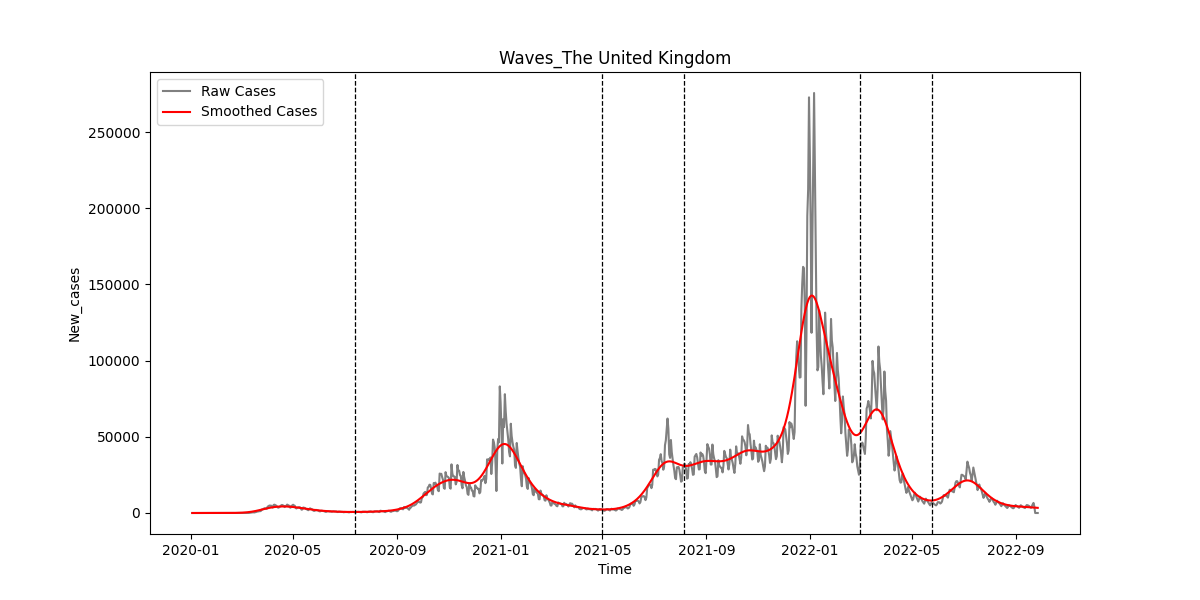 Waves_The United Kingdom
Raw Cases
Smoothed Cases
New_cases
250000
200000
150000
100000
50000
0
2020-01 2020-05 2020-09 2021-01 2021-05 2021-09 2022-01 2022-05 2022-09
Time